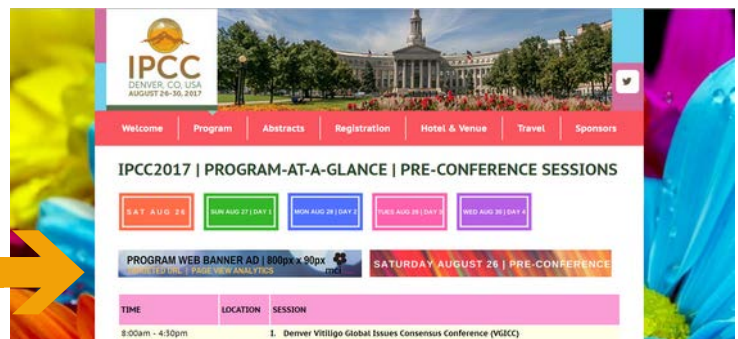 IPCC
DENVER, CO, USA
AUGUST 26-30, 2017
Welcome Program Abstracts Registration Hotel & Venue Travel Sponsors
IPCC2017 | PROGRAM-AT-A-GLANCE | PRE-CONFERENCE SESSIONS
SAT AUG 26 SUN AUG 27 | DAY 1 MON AUG 28 | DAY 2 TUES AUG 29 | DAY 3 WED AUG 30 | DAY 4
PROGRAM WEB BANNER AD | 800px x 90px
TARGETED URL | PAGE VIEW ANALYTICS
mci
SATURDAY AUGUST 26 | PRE-CONFERENCE
TIME LOCATION SESSION
8:00am - 4:30pm I. Denver Vitiligo Global Issues Consensus Conference (VGICC)